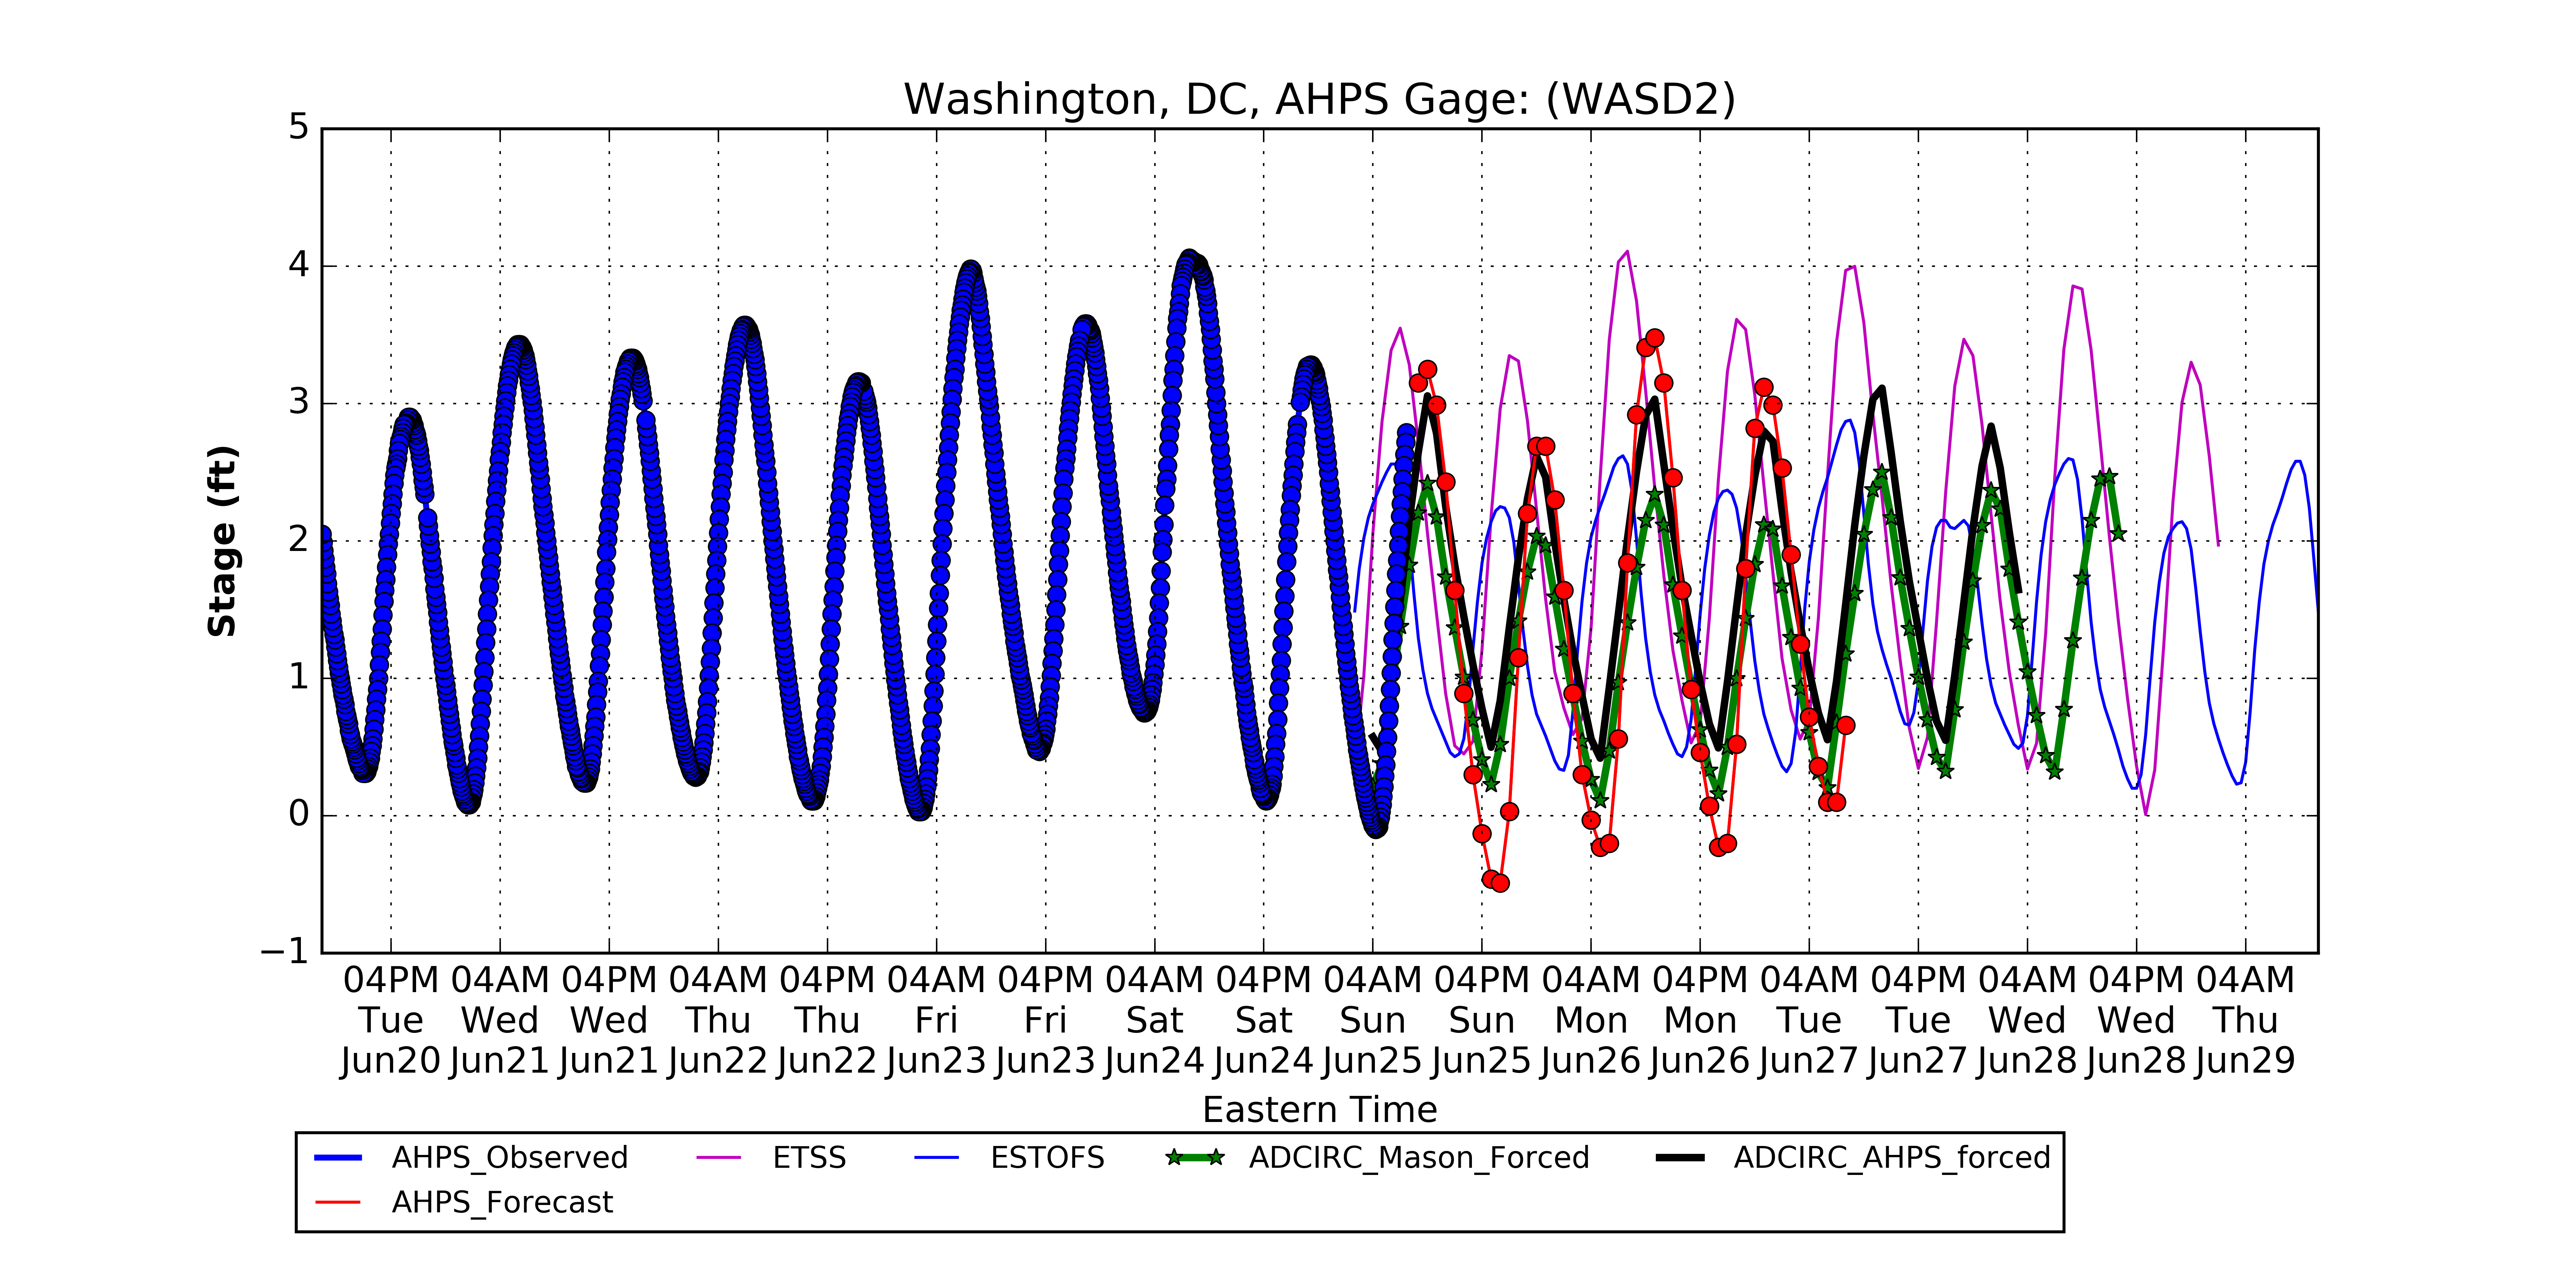 Washington, DC, AHPS Gage: (WASD2)
5
4
3
2
1
0
−1
Stage (ft)
04PM 04AM 04PM 04AM 04PM 04AM 04PM 04AM 04PM 04AM 04PM 04AM 04PM 04AM 04PM 04AM 04PM 04AM
Tue Wed Wed Thu Thu Fri Fri Sat Sat Sun Sun Mon Mon Tue Tue Wed Wed Thu
Jun20 Jun21 Jun21 Jun22 Jun22 Jun23 Jun23 Jun24 Jun24 Jun25 Jun25 Jun26 Jun26 Jun27 Jun27 Jun28 Jun28 Jun29
Eastern Time
AHPS_Observed ETSS ESTOFS ADCIRC_Mason_Forced ADCIRC_AHPS_forced
AHPS_Forecast